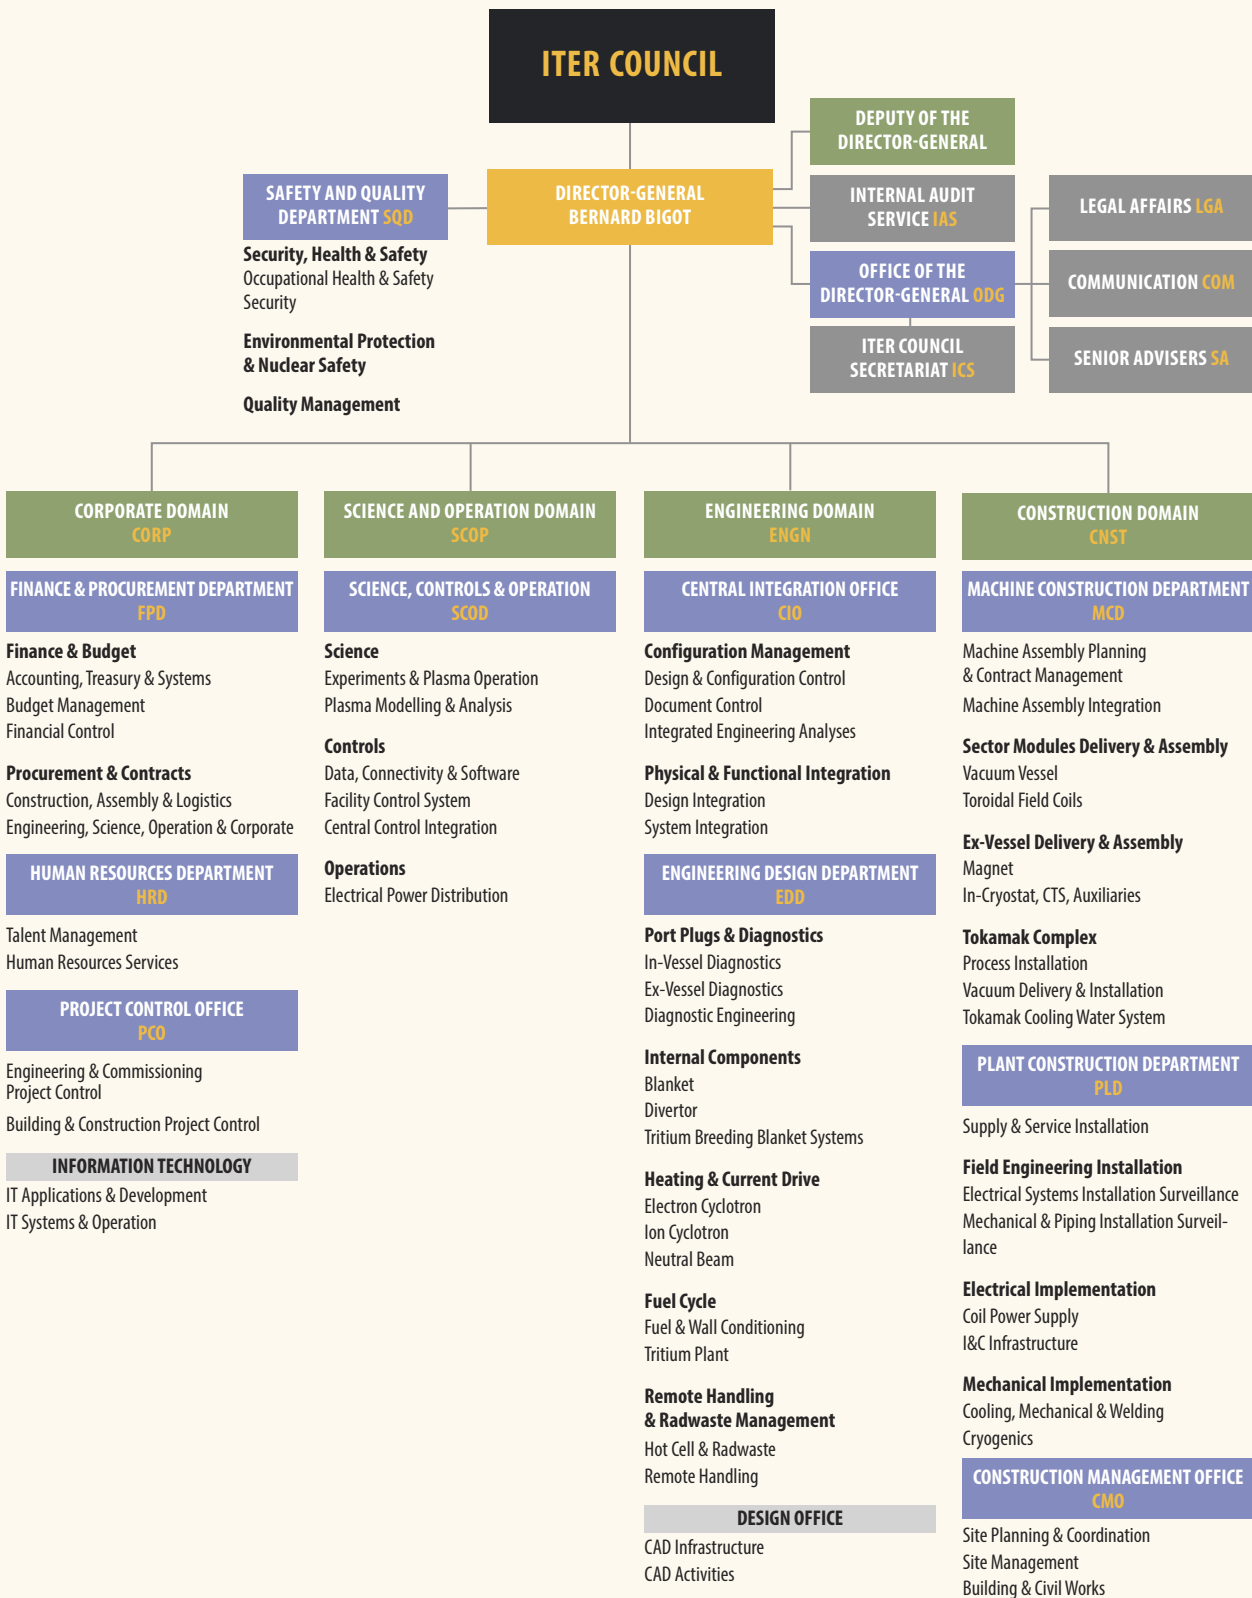 ITER COUNCIL
DEPUTY OF THE
DIRECTOR-GENERAL
SAFETY AND QUALITY
DEPARTMENT SQD
DIRECTOR-GENERAL
BERNARD BIGOT
INTERNAL AUDIT
SERVICE IAS
LEGAL AFFAIRS LGA
Security, Health & Safety
Occupational Health & Safety
Security
Environmental Protection
& Nuclear Safety
Quality Management
OFFICE OF THE
DIRECTOR-GENERAL ODG
COMMUNICATION COM
ITER COUNCIL
SECRETARIAT ICS
SENIOR ADVISERS SA
CORPORATE DOMAIN
CORP
FINANCE & PROCUREMENT DEPARTMENT
FPD
Finance & Budget
Accounting, Treasury & Systems
Budget Management
Financial Control
Procurement & Contracts
Construction, Assembly & Logistics
Engineering, Science, Operation & Corporate
HUMAN RESOURCES DEPARTMENT
HRD
Talent Management
Human Resources Services
PROJECT CONTROL OFFICE
PCO
Engineering & Commissioning
Project Control
Building & Construction Project Control
INFORMATION TECHNOLOGY
IT Applications & Development
IT Systems & Operation
SCIENCE AND OPERATION DOMAIN
SCOP
SCIENCE, CONTROLS & OPERATION
SCOD
Science
Experiments & Plasma Operation
Plasma Modelling & Analysis
Controls
Data, Connectivity & Software
Facility Control System
Central Control Integration
Operations
Electrical Power Distribution
ENGINEERING DOMAIN
ENGN
CENTRAL INTEGRATION OFFICE
CIO
Configuration Management
Design & Configuration Control
Document Control
Integrated Engineering Analyses
Physical & Functional Integration
Design Integration
System Integration
ENGINEERING DESIGN DEPARTMENT
EDD
Port Plugs & Diagnostics
In-Vessel Diagnostics
Ex-Vessel Diagnostics
Diagnostic Engineering
Internal Components
Blanket
Divertor
Tritium Breeding Blanket Systems
Heating & Current Drive
Electron Cyclotron
Ion Cyclotron
Neutral Beam
Fuel Cycle
Fuel & Wall Conditioning
Tritium Plant
Remote Handling
& Radwaste Management
Hot Cell & Radwaste
Remote Handling
DESIGN OFFICE
CAD Infrastructure
CAD Activities
CONSTRUCTION DOMAIN
CNST
MACHINE CONSTRUCTION DEPARTMENT
MCD
Machine Assembly Planning
& Contract Management
Machine Assembly Integration
Sector Modules Delivery & Assembly
Vacuum Vessel
Toroidal Field Coils
Ex-Vessel Delivery & Assembly
Magnet
In-Cryostat, CTS, Auxiliaries
Tokamak Complex
Process Installation
Vacuum Delivery & Installation
Tokamak Cooling Water System
PLANT CONSTRUCTION DEPARTMENT
PLD
Supply & Service Installation
Field Engineering Installation
Electrical Systems Installation Surveillance
Mechanical & Piping Installation Surveil-
lance
Electrical Implementation
Coil Power Supply
I&C Infrastructure
Mechanical Implementation
Cooling, Mechanical & Welding
Cryogenics
CONSTRUCTION MANAGEMENT OFFICE
CMO
Site Planning & Coordination
Site Management
Building & Civil Works